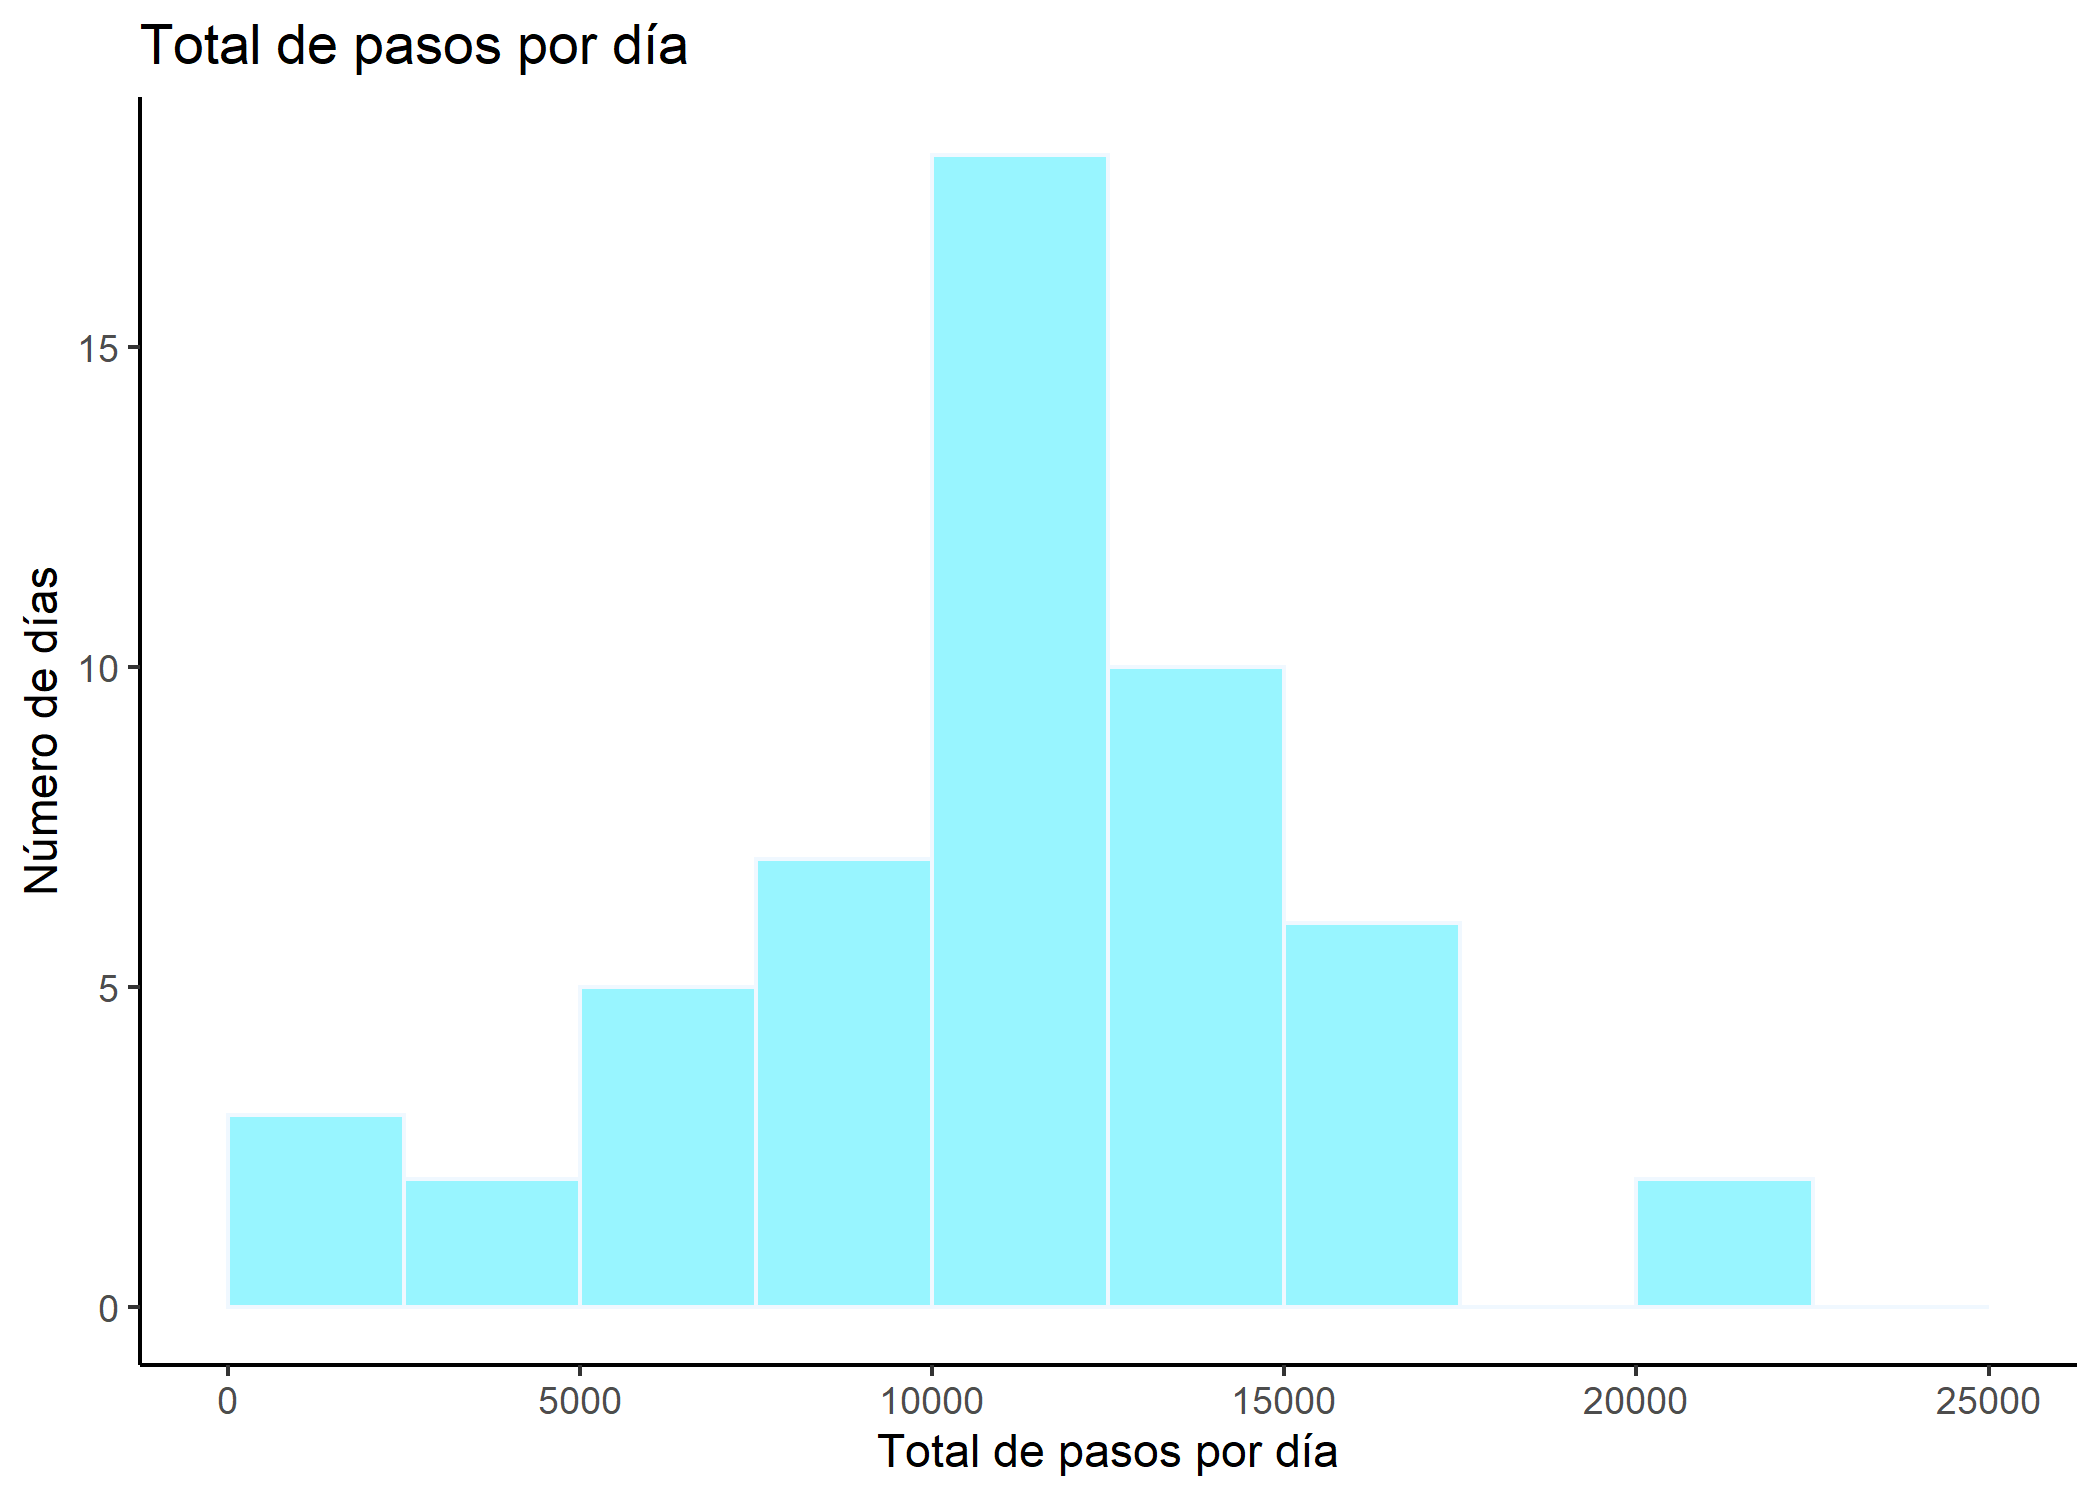 Total de pasos por día
Número de días
15
10
5
0
0 5000 10000 15000 20000 25000
Total de pasos por día